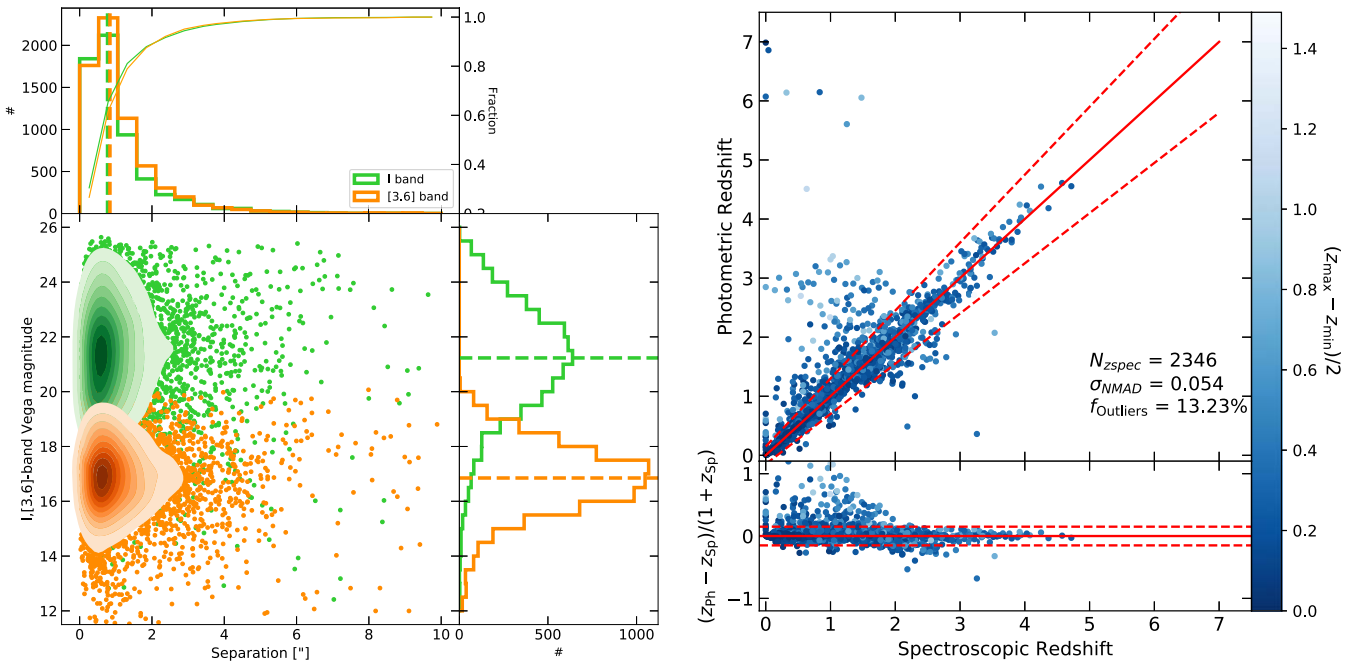 2000
1500
1000
500
0
#
1.0
0.8
0.6
0.4
0.2
Fraction
I band
[3.6] band
26
24
22
20
18
16
14
12
I,[3.6]-band Vega magnitude
0 2 4 6 8 10
Separation ["]
0 500 1000
#
7
6
5
4
3
2
1
0
Photometric Redshift
N_zspec = 2346
σ_NMAD = 0.054
f_Outliers = 13.23%
1
0
−1
(z_Ph − z_Sp)/(1 + z_Sp)
0 1 2 3 4 5 6 7
Spectroscopic Redshift
1.4
1.2
1.0
0.8
0.6
0.4
0.2
0.0
(z_max − z_min)/2